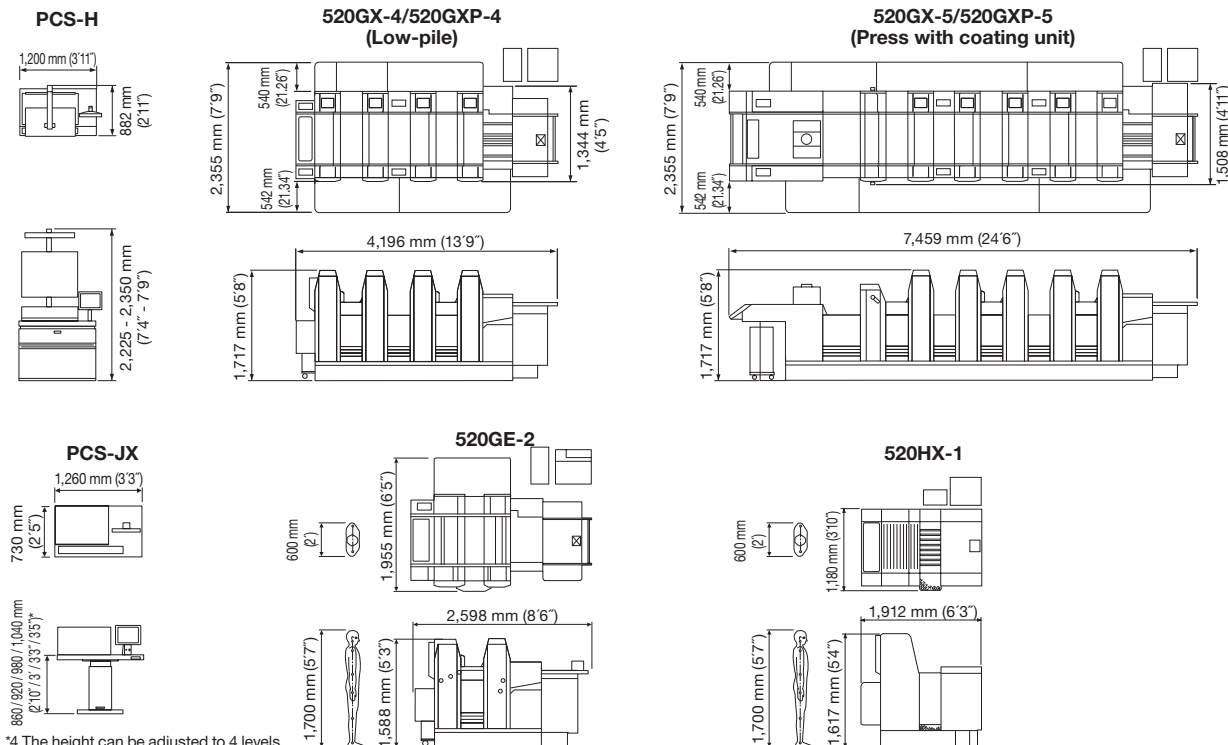 PCS-H
1,200 mm (3´11˝)
882 mm
(2´11˝)
2,225 - 2,350 mm
(7´4˝ - 7´9˝)
520GX-4/520GXP-4
(Low-pile)
2,355 mm (7´9˝)
540 mm
(21.26˝)
542 mm
(21.34˝)
1,344 mm
(4´5˝)
4,196 mm (13´9˝)
1,717 mm (5´8˝)
520GX-5/520GXP-5
(Press with coating unit)
2,355 mm (7´9˝)
540 mm
(21.26˝)
542 mm
(21.34˝)
1,508 mm (4´11˝)
7,459 mm (24´6˝)
1,717 mm (5´8˝)
PCS-JX
1,260 mm (3´3˝)
730 mm
(2´5˝)
860 / 920 / 980 / 1,040 mm
(2´10˝ / 3´ / 3´3˝ / 3´5˝)*
*4 The height can be adjusted to 4 levels
520GE-2
600 mm
(2´)
1,955 mm (6´5˝)
2,598 mm (8´6˝)
1,700 mm (5´7˝)
1,588 mm (5´3˝)
520HX-1
600 mm
(2´)
1,180 mm (3´10˝)
1,912 mm (6´3˝)
1,700 mm (5´7˝)
1,617 mm (5´4˝)